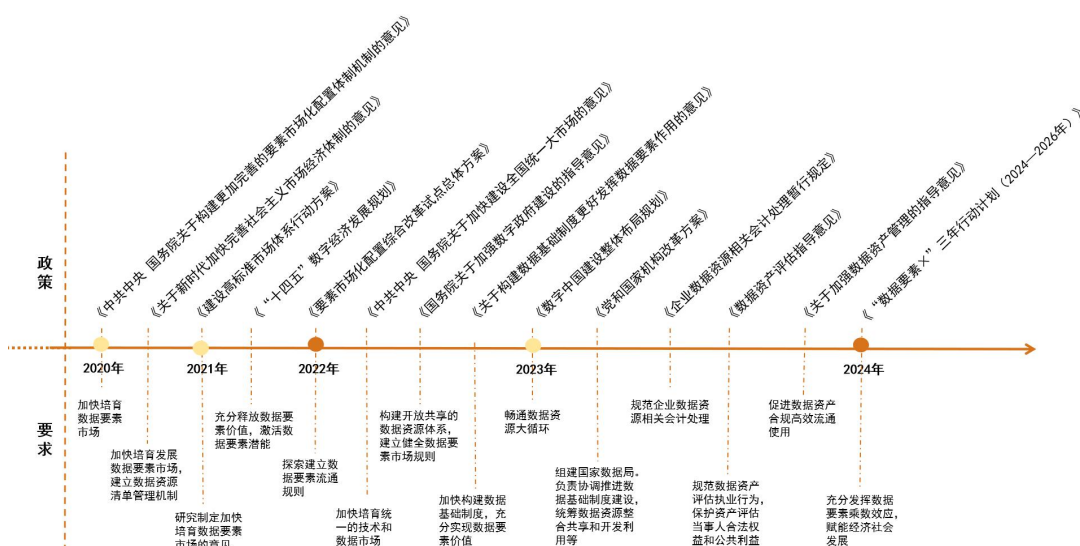 《中共中央 国务院关于构建更加完善的要素市场化配置体制机制的意见》
《关于新时代加快完善社会主义市场经济体制的意见》
《建设高标准市场体系行动方案》
《“十四五”数字经济发展规划》
《要素市场化配置综合改革试点总体方案》
《中共中央 国务院关于加快建设全国统一大市场的意见》
《国务院关于加强数字政府建设的指导意见》
《关于构建数据基础制度更好发挥数据要素作用的意见》
《数字中国建设整体布局规划》
《党和国家机构改革方案》
《企业数据资源相关会计处理暂行规定》
《数据资产评估指导意见》
《关于加强数据资产管理的指导意见》
《“数据要素×”三年行动计划（2024—2026年）》
政策
2020年
2021年
2022年
2023年
2024年
要求
加快培育
数据要素
市场
加快培育发展
数据要素市场，
建立数据资源
清单管理机制
研究制定加快
培育数据要素
市场的意见
充分释放数据要
素价值，激活数
据要素潜能
探索建立数
据要素流通
规则
加快培育统
一的技术和
数据市场
构建开放共享的
数据资源体系，
建立健全数据要
素市场规则
加快构建数据
基础制度，充
分实现数据要
素价值
畅通数据资
源大循环
组建国家数据局。
负责协调推进数
据基础制度建设，
统筹数据资源整
合共享和开发利
用等
规范企业数据资
源相关会计处理
规范数据资产
评估执业行为，
保护资产评估
当事人合法权
益和公共利益
促进数据资产
合规高效流通
使用
充分发挥数据
要素乘数效应，
赋能经济社会
发展